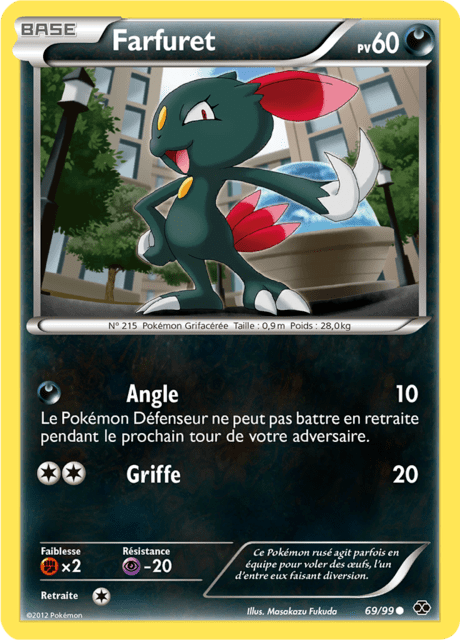 BASE Farfuret PV60
N° 215 Pokémon Grifacérée Taille : 0,9 m Poids : 28,0 kg
Angle 10
Le Pokémon Défenseur ne peut pas battre en retraite
pendant le prochain tour de votre adversaire.
Griffe 20
Faiblesse Résistance
×2 -20
Retraite
Ce Pokémon rusé agit parfois en
équipe pour voler des œufs, l'un
d'entre eux faisant diversion.
©2012 Pokémon Illus. Masakazu Fukuda 69/99